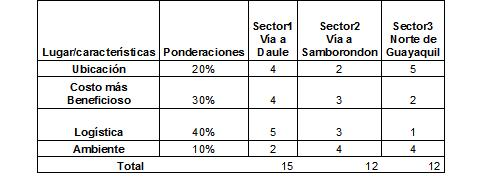 Lugar/características Ponderaciones Sector1 Vía a Daule Sector2 Vía a Samborondon Sector3 Norte de Guayaquil
Ubicación 20% 4 2 5
Costo más Beneficioso 30% 4 3 2
Logística 40% 5 3 1
Ambiente 10% 2 4 4
Total 15 12 12